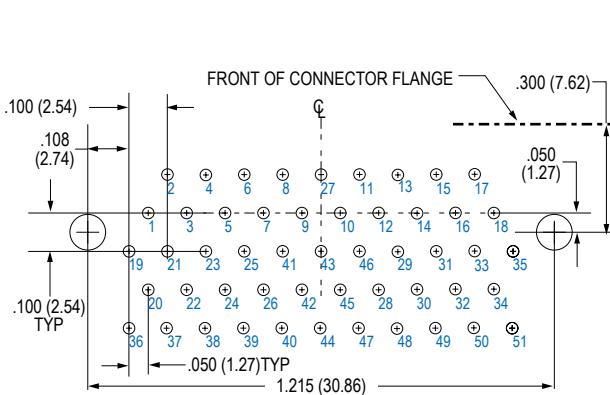 FRONT OF CONNECTOR FLANGE
.300 (7.62)
.100 (2.54)
℄
.108
(2.74)
.050
(1.27)
2 4 6 8 27 11 13 15 17
1 3 5 7 9 10 12 14 16 18
19 21 23 25 41 43 46 29 31 33 35
.100 (2.54)
TYP
20 22 24 26 42 45 28 30 32 34
36 37 38 39 40 44 47 48 49 50 51
.050 (1.27)TYP
1.215 (30.86)